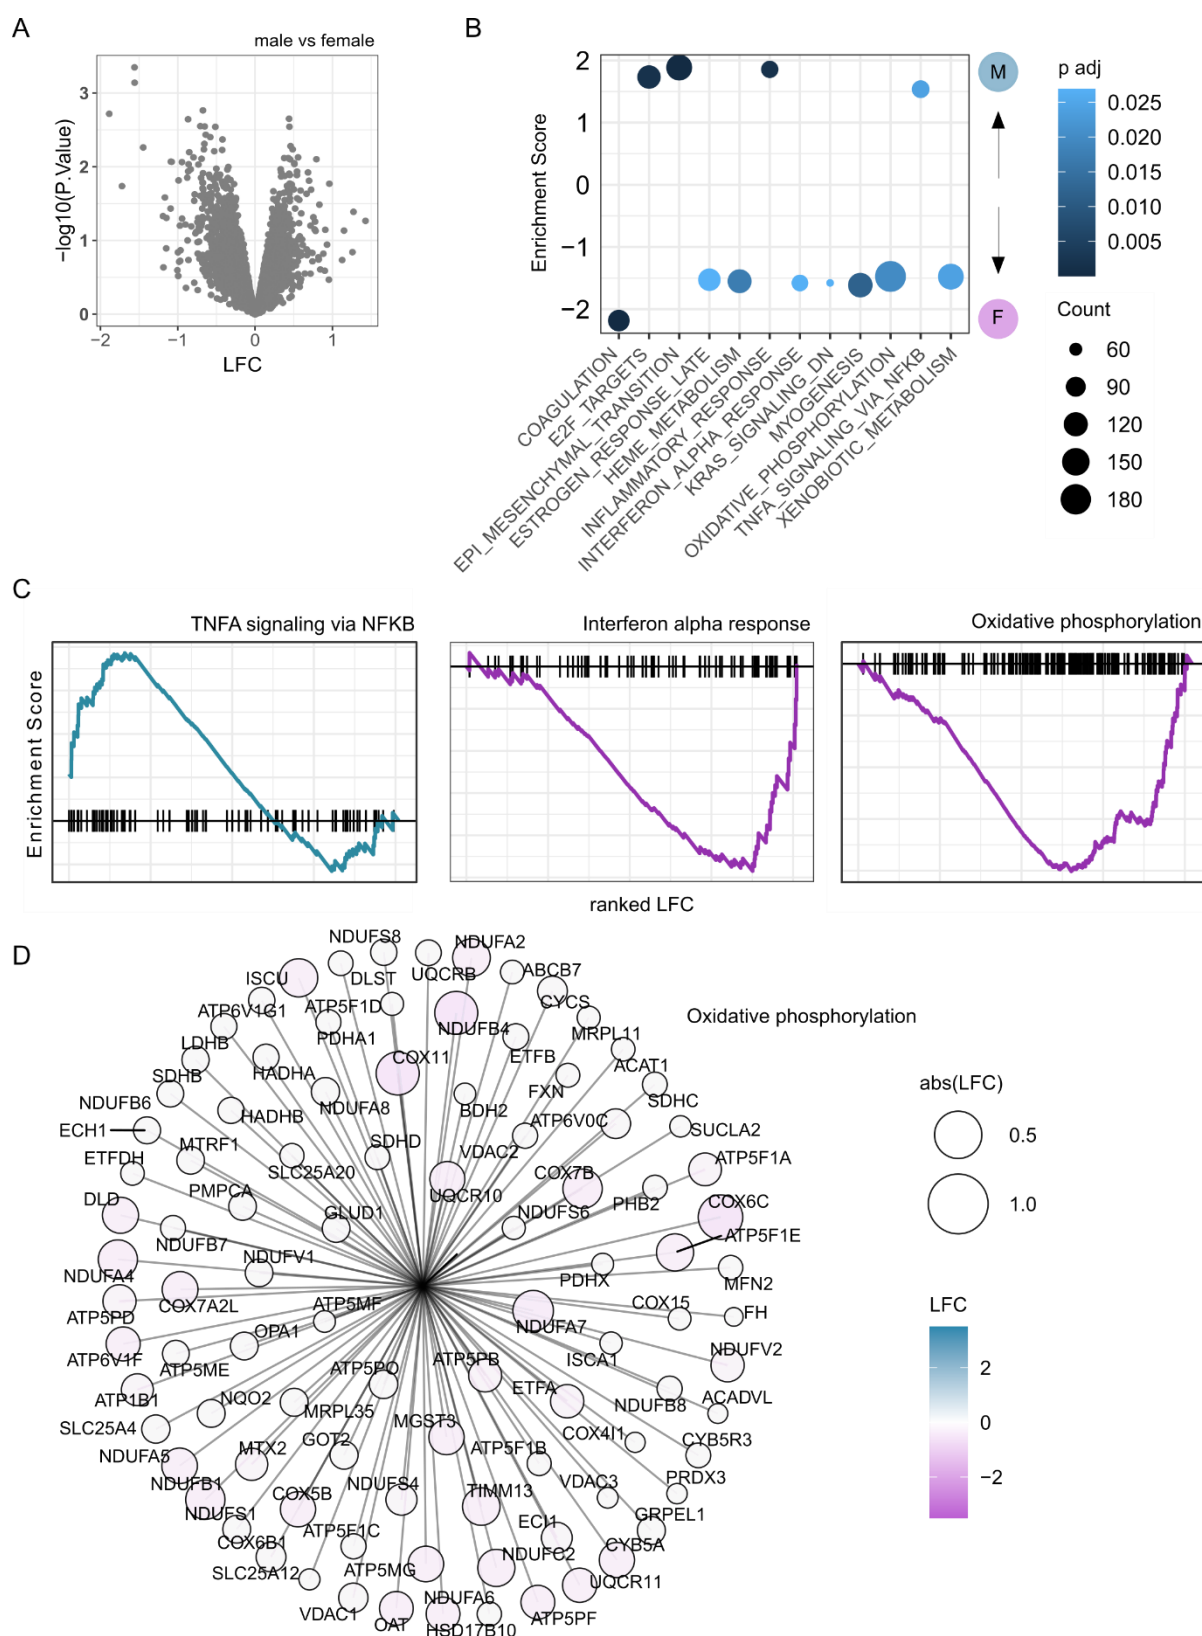 A
male vs female
3
2
1
0
−2
−1
0
1
−log10(P.Value)
LFC
B
2
1
0
−1
−2
Enrichment Score
COAGULATION
E2F_TARGETS
EPI_MESENCHYMAL_TRANSITION
ESTROGEN_RESPONSE_LATE
HEME_METABOLISM
INFLAMMATORY_RESPONSE
INTERFERON_ALPHA_RESPONSE
KRAS_SIGNALING_DN
MYOGENESIS
OXIDATIVE_PHOSPHORYLATION
TNFA_SIGNALING_VIA_NFKB
XENOBIOTIC_METABOLISM
M
F
p adj
0.025
0.020
0.015
0.010
0.005
Count
60
90
120
150
180
C
TNFA signaling via NFKB
Interferon alpha response
Oxidative phosphorylation
Enrichment Score
ranked LFC
D
Oxidative phosphorylation
NDUFS8
NDUFA2
ISCU
DLST
UQCRB
ABCB7
ATP6V1G1
ATP5F1D
CYCS
LDHB
PDHA1
NDUFB4
MRPL11
SDHB
HADHA
COX11
ETFB
ACAT1
NDUFB6
HADHB
NDUFA8
BDH2
FXN
SDHC
ECH1
MTRF1
SDHD
ATP6V0C
SUCLA2
ETFDH
SLC25A20
VDAC2
ATP5F1A
DLD
PMPCA
UQCR10
COX7B
PHB2
COX6C
GLUD1
NDUFS6
ATP5F1E
NDUFB7
NDUFV1
PDHX
MFN2
NDUFA4
COX7A2L
ATP5MF
COX15
FH
ATP5PD
OPA1
NDUFA7
NDUFV2
ATP6V1F
ATP5ME
ATP5PO
ATP5PB
ISCA1
ATP1B1
NQO2
ETFA
NDUFB8
ACADVL
SLC25A4
MRPL35
MGST3
COX4I1
CYB5R3
NDUFA5
MTX2
GOT2
ATP5F1B
VDAC3
PRDX3
NDUFB1
NDUFS4
TIMM13
GRPEL1
NDUFS1
COX5B
ECI1
COX6B1
ATP5F1C
CYB5A
SLC25A12
ATP5MG
NDUFC2
UQCR11
VDAC1
OAT
NDUFA6
HSD17B10
ATP5PF
abs(LFC)
0.5
1.0
LFC
2
0
−2